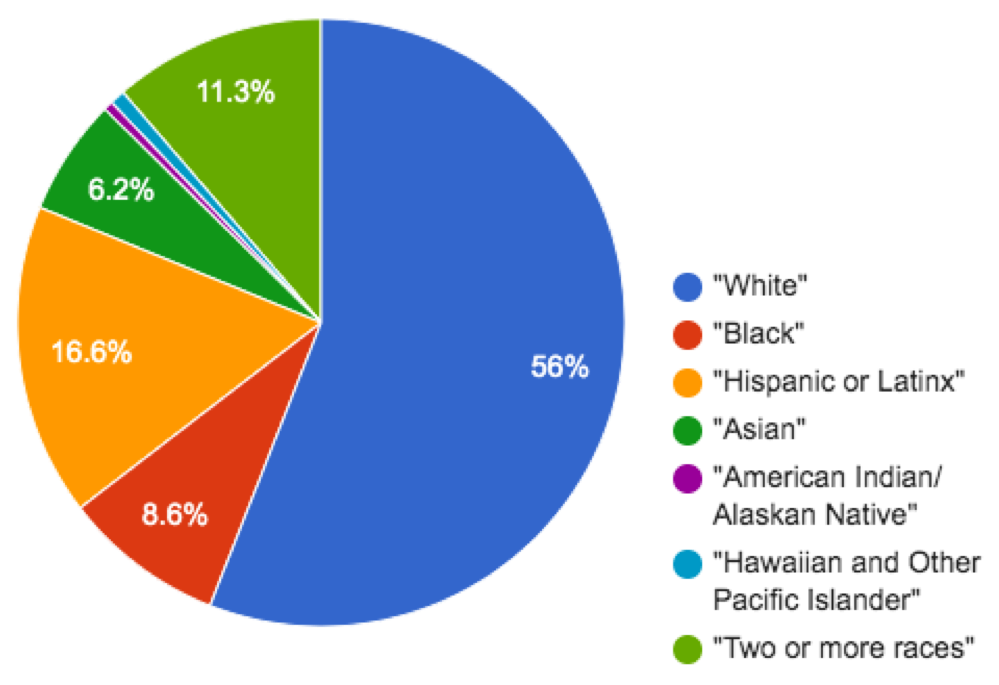 11.3%
6.2%
16.6%
56%
8.6%
"White"
"Black"
"Hispanic or Latinx"
"Asian"
"American Indian/
Alaskan Native"
"Hawaiian and Other
Pacific Islander"
"Two or more races"